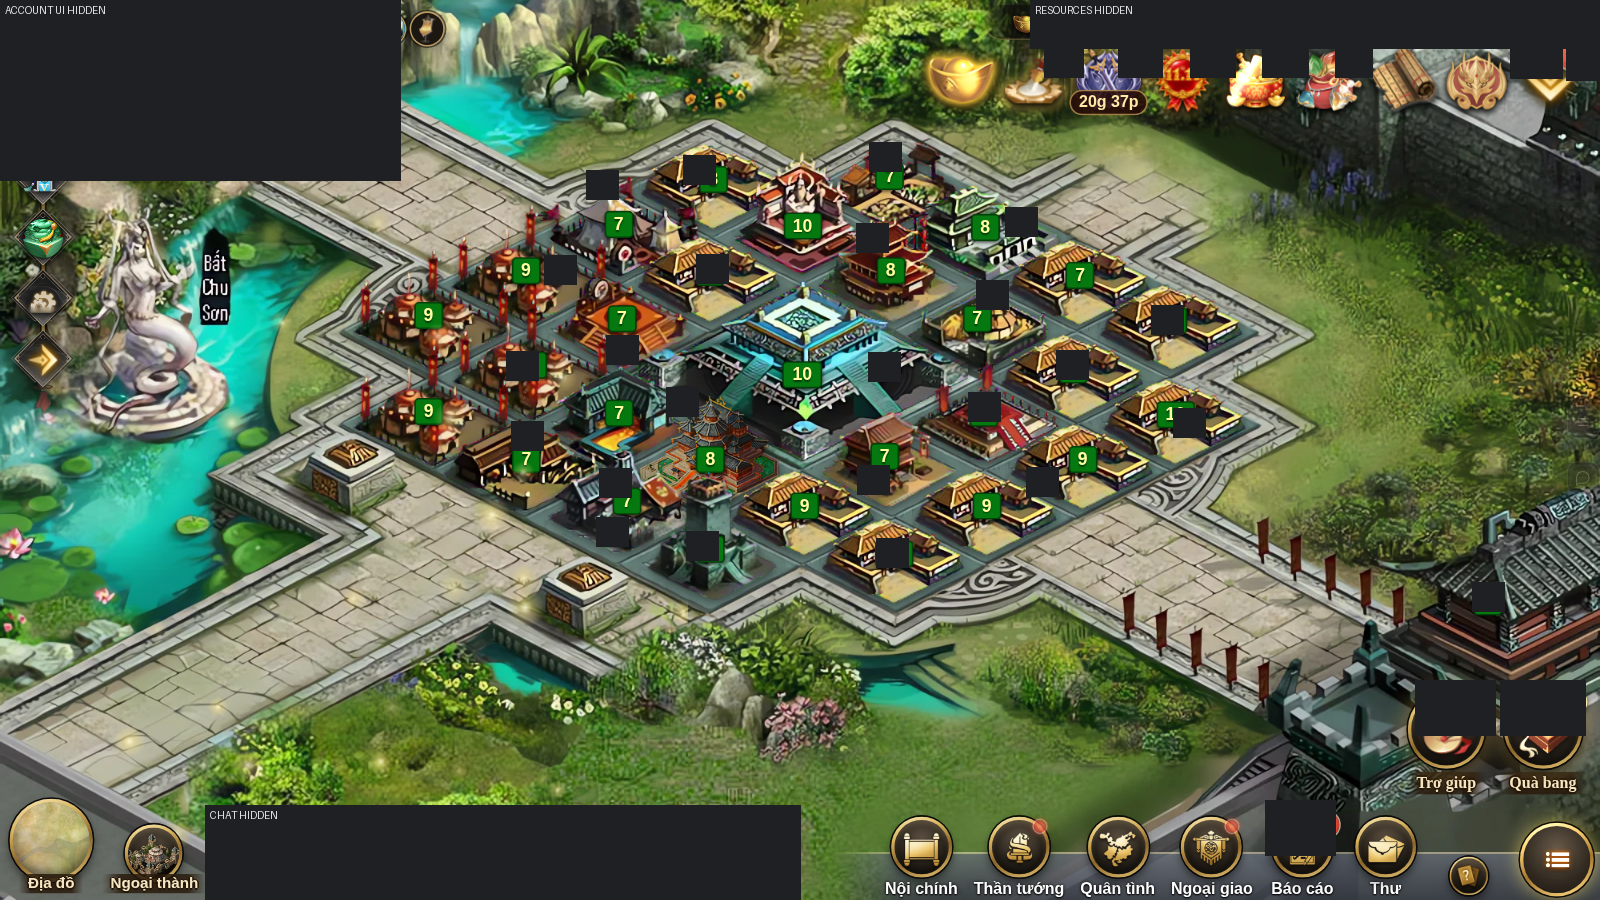 ACCOUNT UI HIDDEN
RESOURCES HIDDEN
20g 37p
7
7
10
8
9
8
7
9
7
7
10
9
7
7
8
7
9
7
9
9
Bất
Chu
Sơn
Trợ giúp
Quà bang
CHAT HIDDEN
Địa đồ
Ngoại thành
Nội chính
Thần tướng
Quân tình
Ngoại giao
Báo cáo
Thư